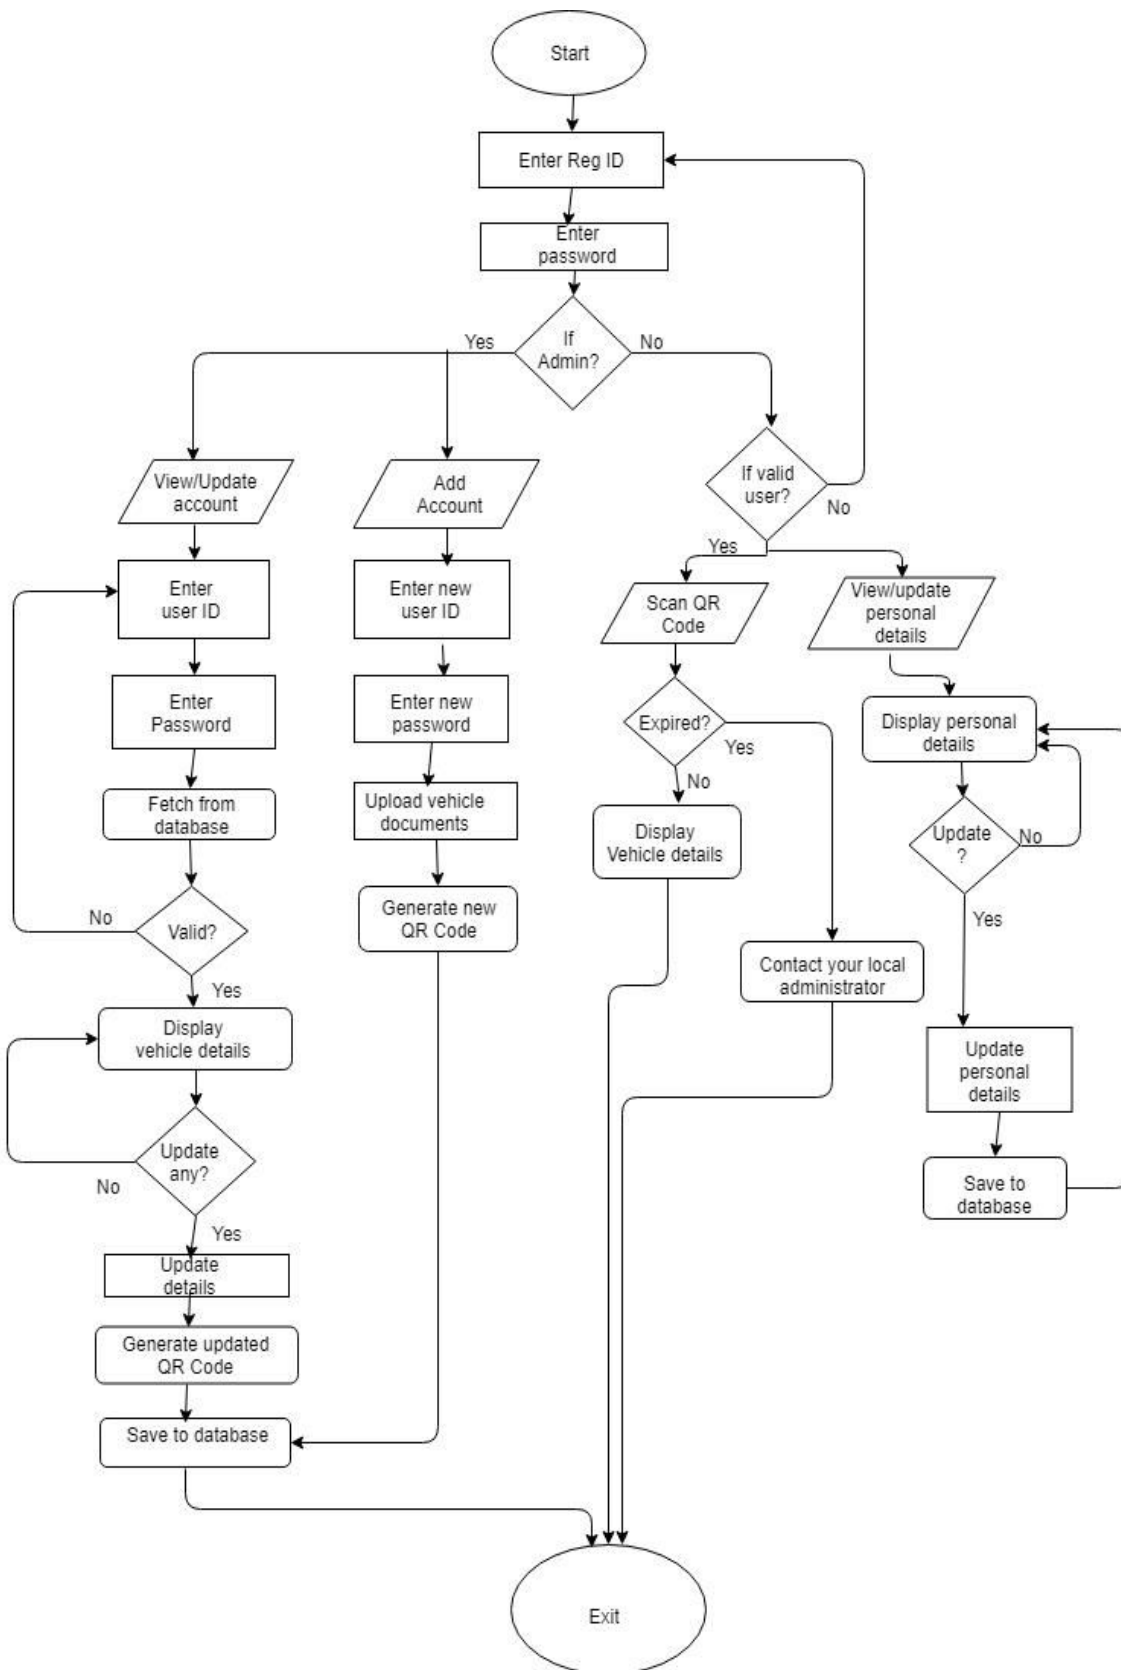 Start
Enter Reg ID
Enter
password
If
Admin?
Yes
No
View/Update
account
Add
Account
If valid
user?
No
Yes
Enter
user ID
Enter new
user ID
Scan QR
Code
View/update
personal
details
Enter
Password
Enter new
password
Expired?
Yes
No
Display personal
details
Fetch from
database
Upload vehicle
documents
Display
Vehicle details
Update
?
No
Yes
No
Valid?
Yes
Generate new
QR Code
Contact your local
administrator
Display
vehicle details
Update
personal
details
Update
any?
No
Yes
Save to
database
Update
details
Generate updated
QR Code
Save to database
Exit